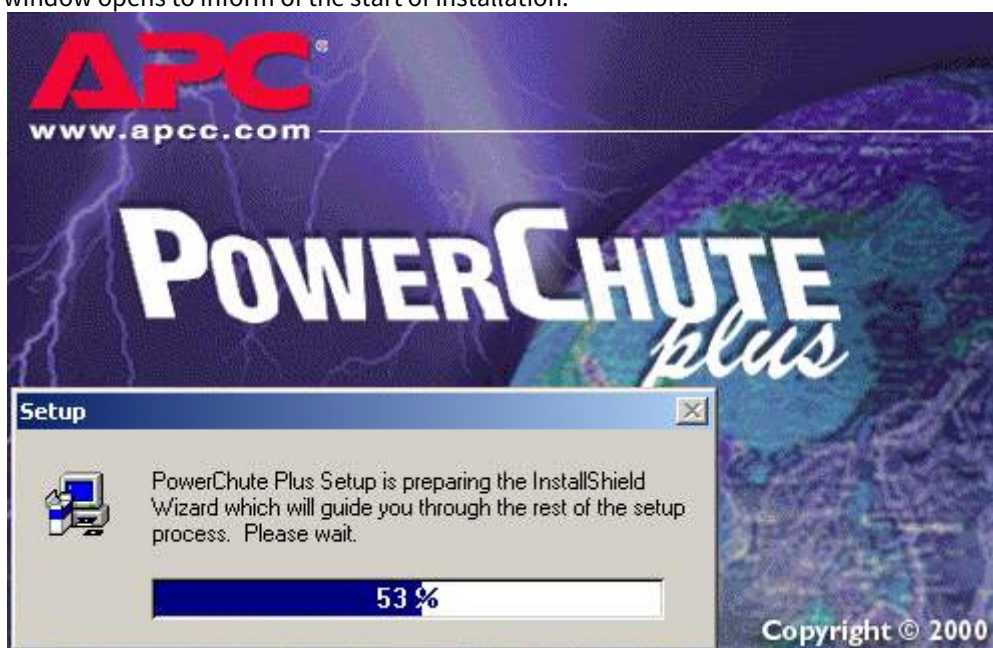 window opens to inform of the start of installation.
APC®
www.apcc.com
POWERCHUTE
plus
Setup
PowerChute Plus Setup is preparing the InstallShield
Wizard which will guide you through the rest of the setup
process. Please wait.
53 %
Copyright © 2000